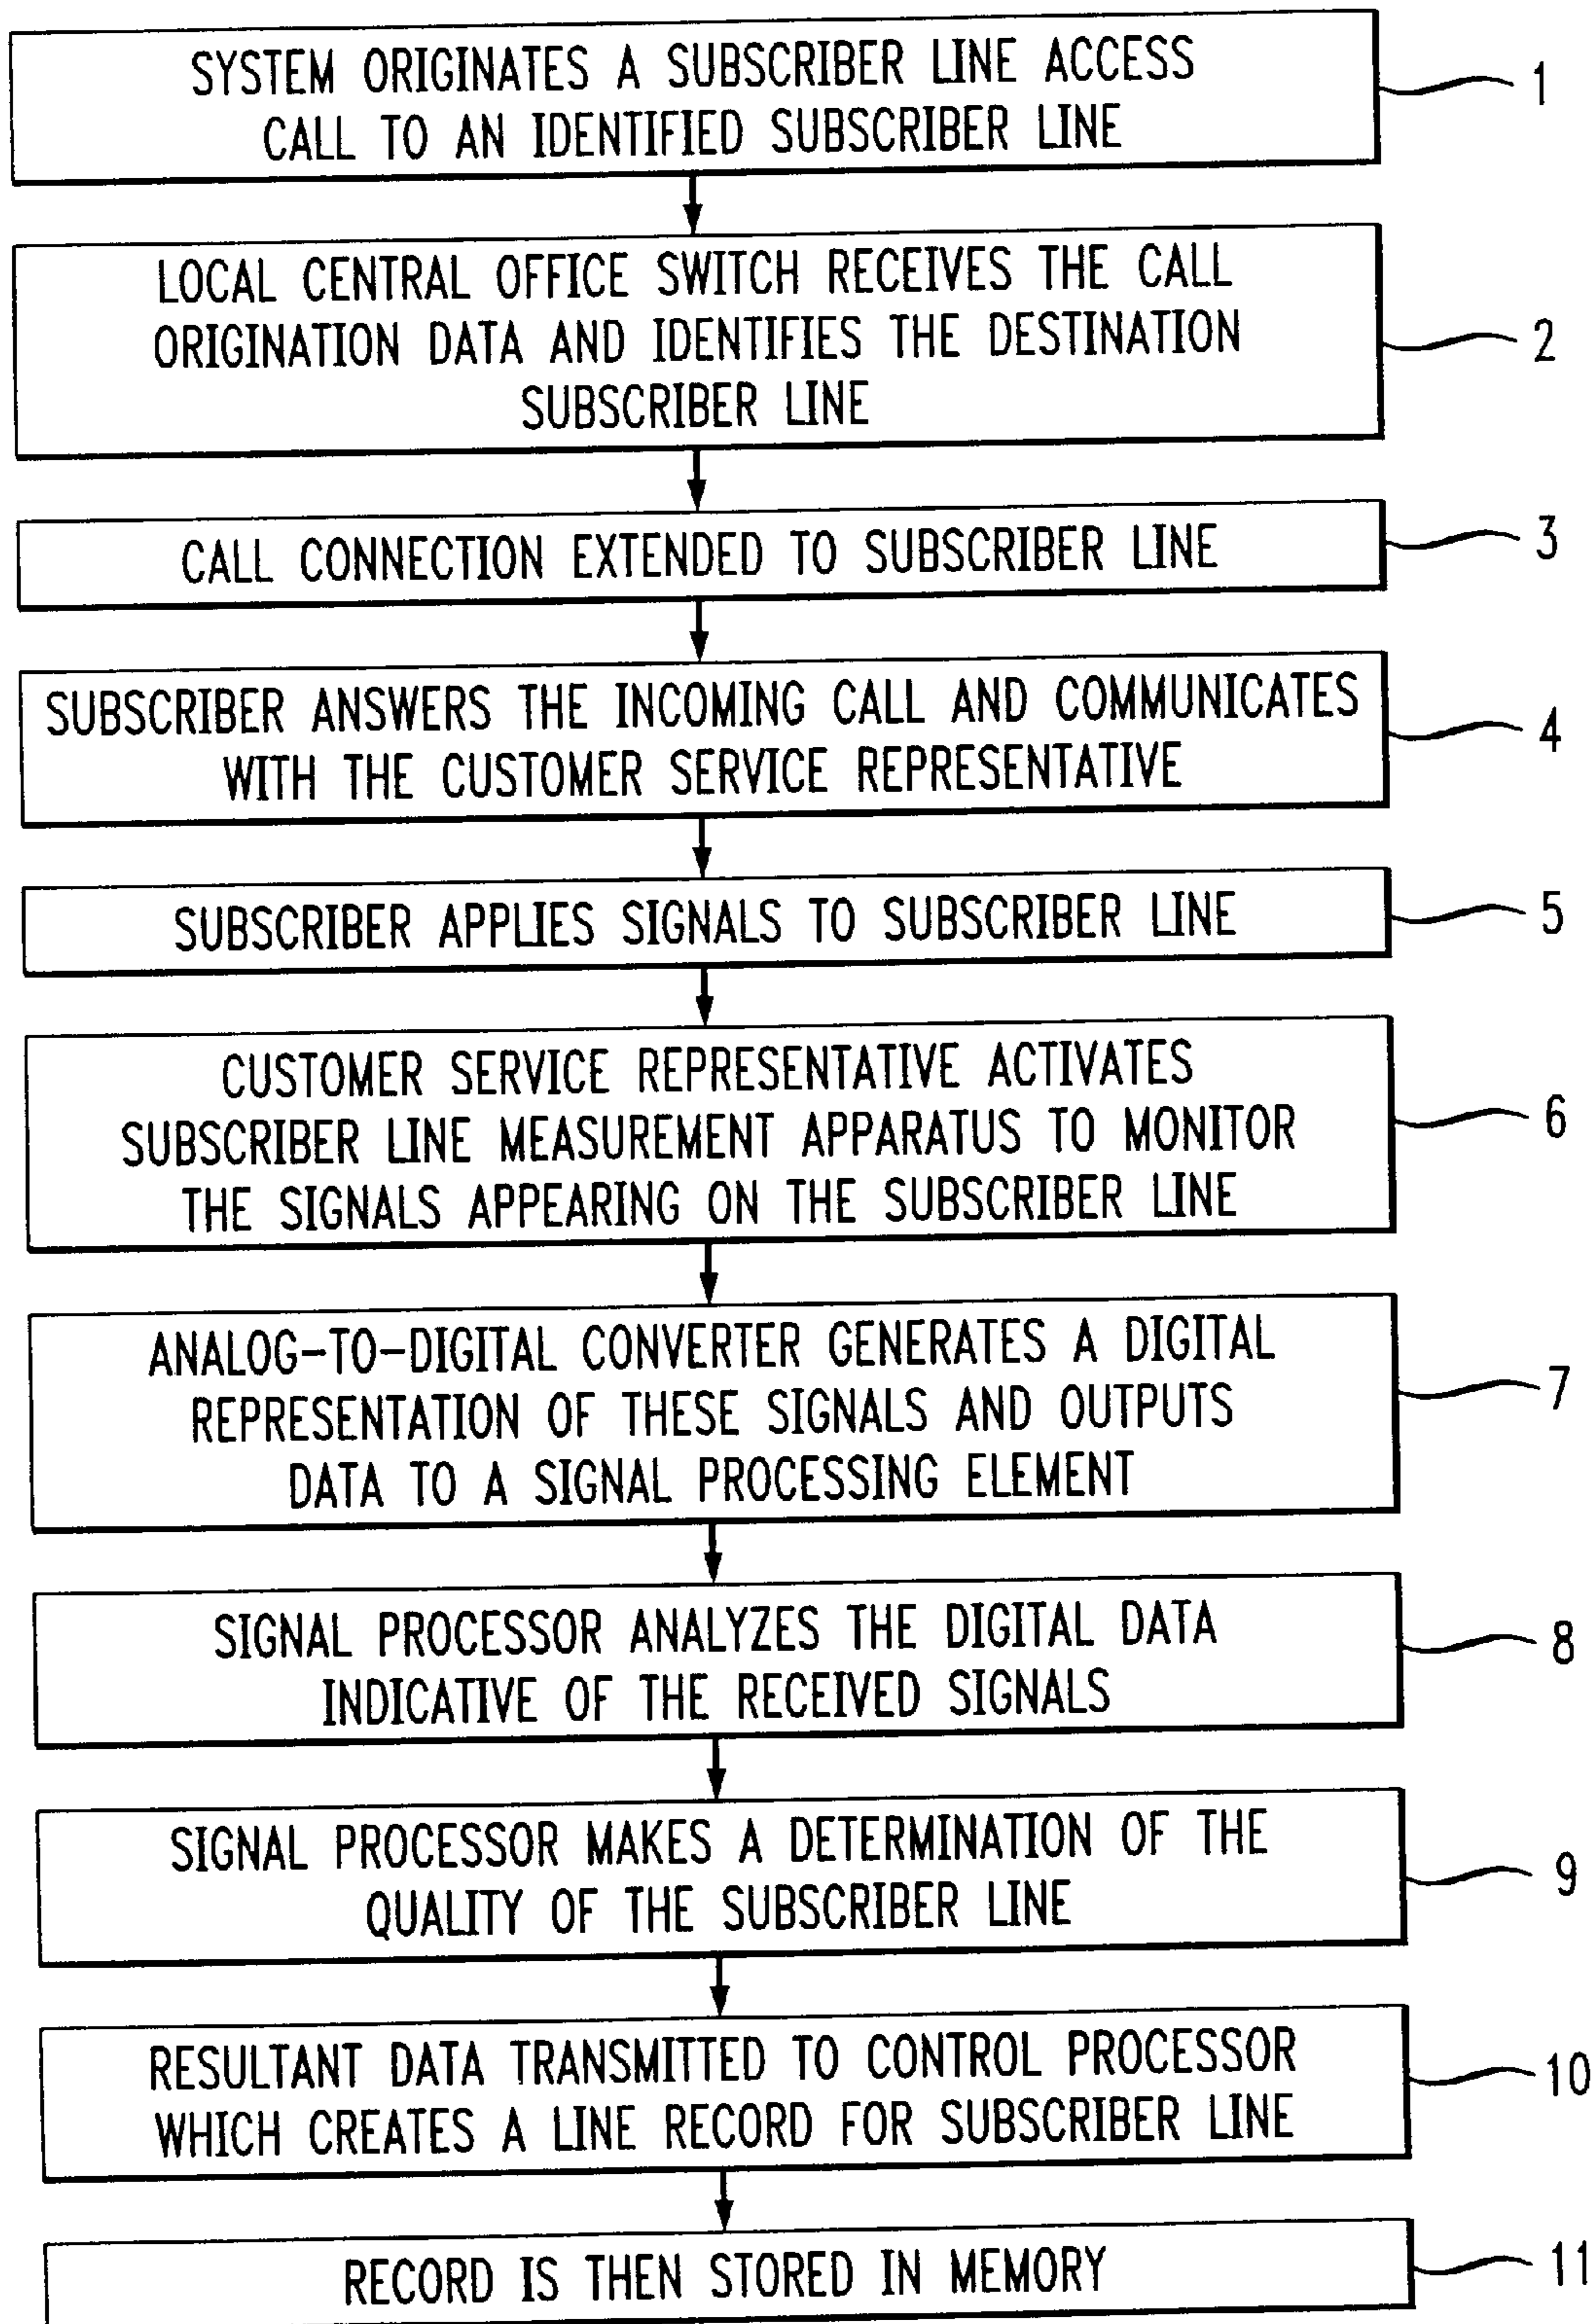 SYSTEM ORIGINATES A SUBSCRIBER LINE ACCESS
CALL TO AN IDENTIFIED SUBSCRIBER LINE
1
LOCAL CENTRAL OFFICE SWITCH RECEIVES THE CALL
ORIGINATION DATA AND IDENTIFIES THE DESTINATION
SUBSCRIBER LINE
2
CALL CONNECTION EXTENDED TO SUBSCRIBER LINE
3
SUBSCRIBER ANSWERS THE INCOMING CALL AND COMMUNICATES
WITH THE CUSTOMER SERVICE REPRESENTATIVE
4
SUBSCRIBER APPLIES SIGNALS TO SUBSCRIBER LINE
5
CUSTOMER SERVICE REPRESENTATIVE ACTIVATES
SUBSCRIBER LINE MEASUREMENT APPARATUS TO MONITOR
THE SIGNALS APPEARING ON THE SUBSCRIBER LINE
6
ANALOG-TO-DIGITAL CONVERTER GENERATES A DIGITAL
REPRESENTATION OF THESE SIGNALS AND OUTPUTS
DATA TO A SIGNAL PROCESSING ELEMENT
7
SIGNAL PROCESSOR ANALYZES THE DIGITAL DATA
INDICATIVE OF THE RECEIVED SIGNALS
8
SIGNAL PROCESSOR MAKES A DETERMINATION OF THE
QUALITY OF THE SUBSCRIBER LINE
9
RESULTANT DATA TRANSMITTED TO CONTROL PROCESSOR
WHICH CREATES A LINE RECORD FOR SUBSCRIBER LINE
10
RECORD IS THEN STORED IN MEMORY
11